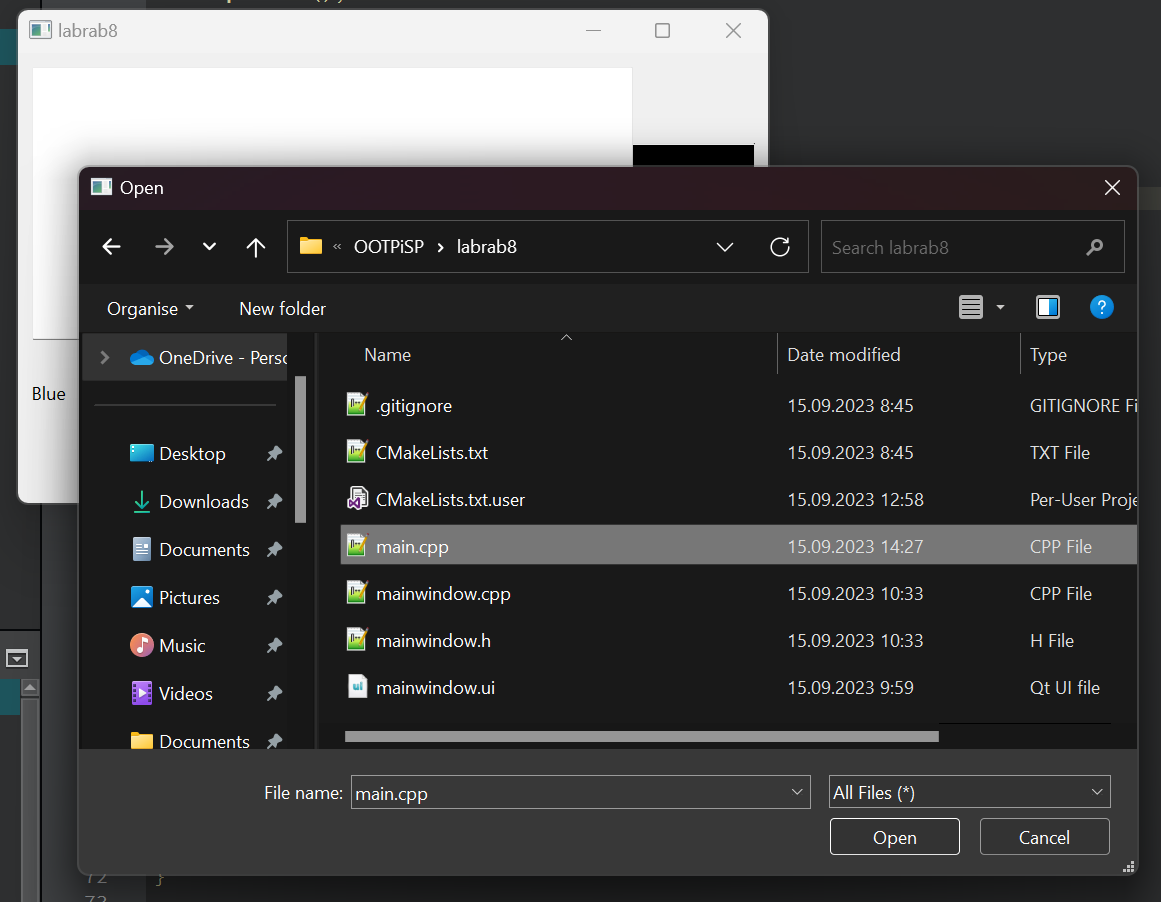 labrab8
Open
« OOTPiSP > labrab8
Search labrab8
Organise
New folder
?
OneDrive - Perso
Desktop
Downloads
Documents
Pictures
Music
Videos
Documents
Name Date modified Type
.gitignore 15.09.2023 8:45 GITIGNORE Fi
CMakeLists.txt 15.09.2023 8:45 TXT File
CMakeLists.txt.user 15.09.2023 12:58 Per-User Proje
main.cpp 15.09.2023 14:27 CPP File
mainwindow.cpp 15.09.2023 10:33 CPP File
mainwindow.h 15.09.2023 10:33 H File
mainwindow.ui 15.09.2023 9:59 Qt UI file
Blue
File name: main.cpp All Files (*)
Open Cancel
72 }